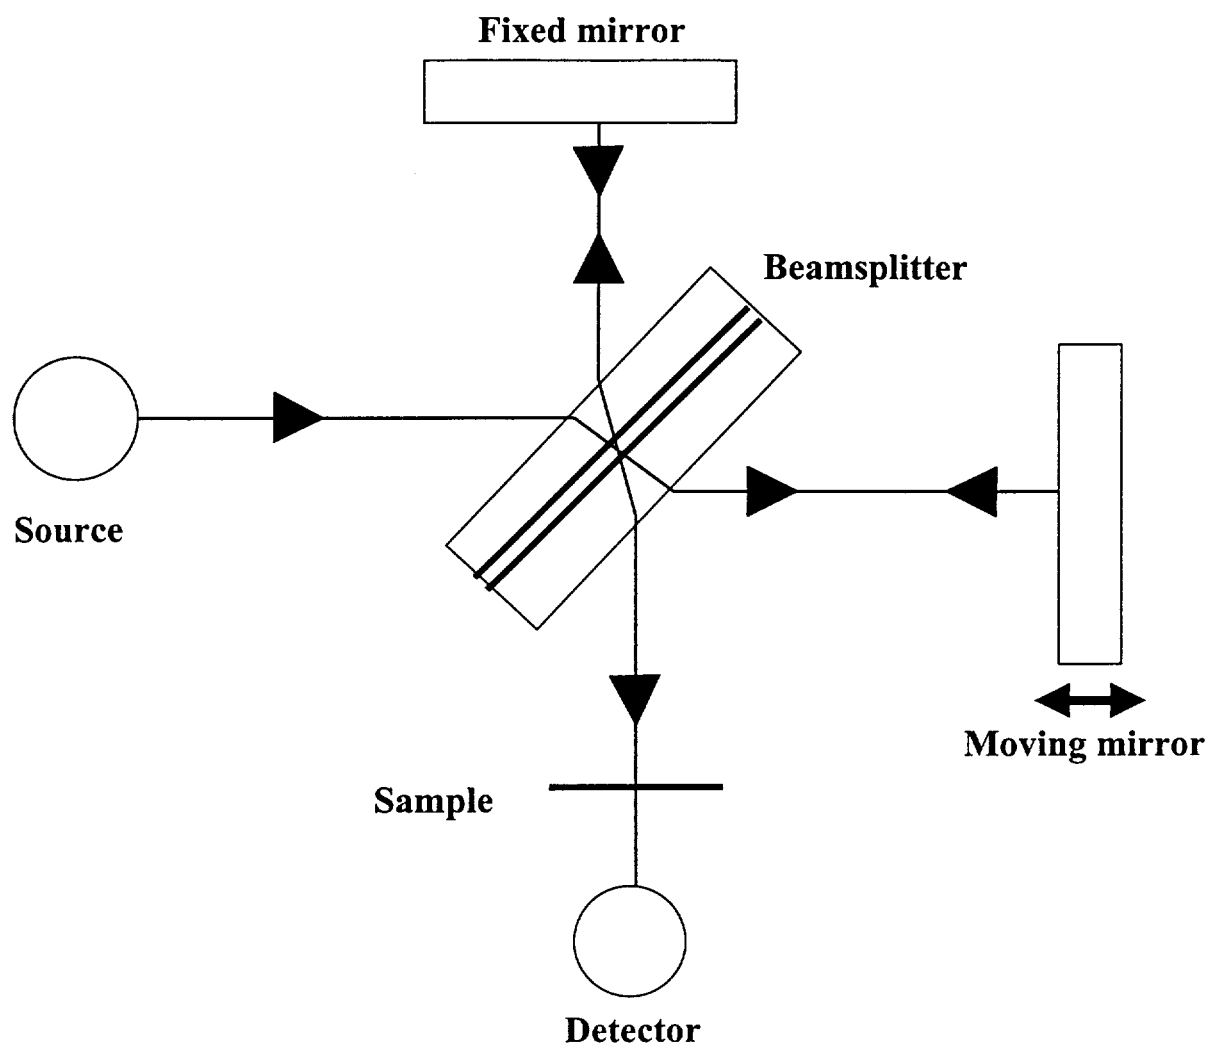 Fixed mirror
Beamsplitter
Source
Moving mirror
Sample
Detector